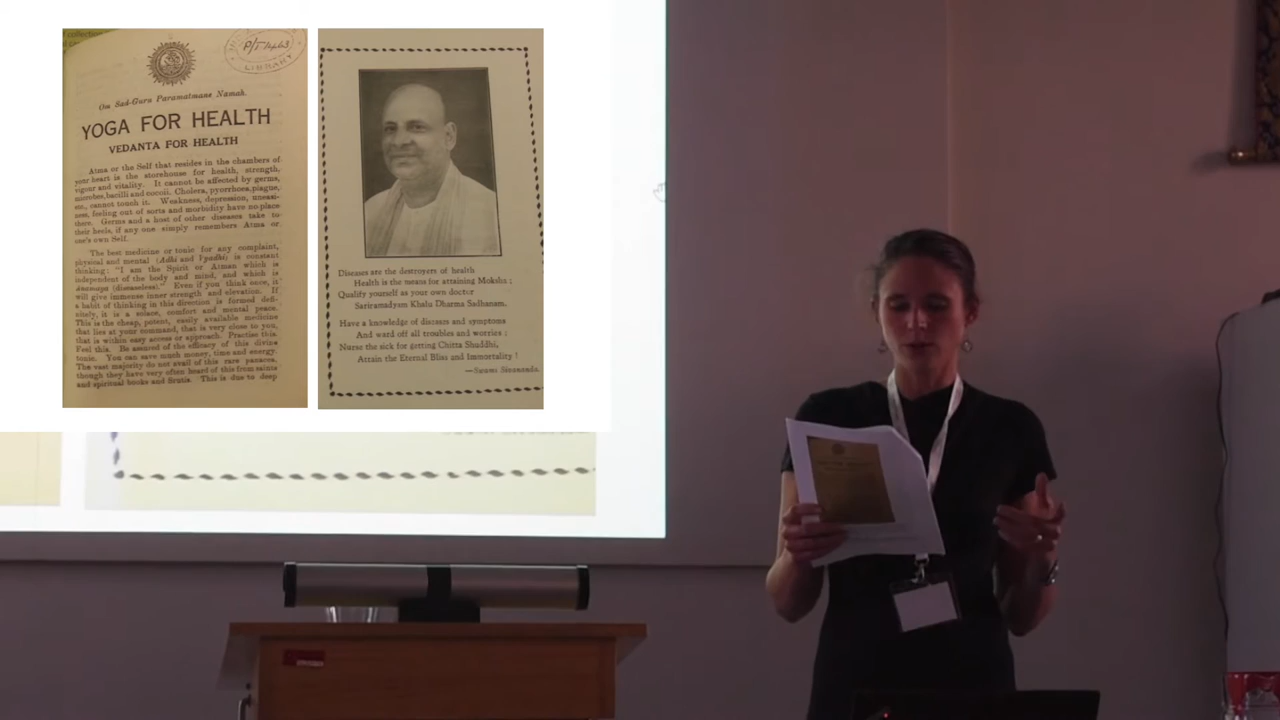 P/T 1463
LIBRARY
Om Sad-Guru Paramatmane Namah.
YOGA FOR HEALTH
VEDANTA FOR HEALTH
Atma or the Self that resides in the chambers of
your heart is the storehouse for health, strength,
vigour and vitality. It cannot be affected by germs,
microbes, bacilli and cocoii. Cholera, pyorrhoea, plague,
etc., cannot touch it. Weakness, depression, uneasi-
ness, feeling out of sorts and morbidity have no place
there. Germs and a host of other diseases take to
their heels, if any one simply remembers Atma or
one's own Self.
The best medicine or tonic for any complaint,
physical and mental (Adhi and Vyadhi) is constant
thinking: "I am the Spirit or Atman which is
independent of the body and mind, and which is
Anamaya (diseaseless)." Even if you think once, it
will give immense inner strength and elevation. If
a habit of thinking in this direction is formed defi-
nitely, it is a solace, comfort and mental peace.
This is the cheap, potent, easily available medicine
that lies at your command, that is very close to you,
that is within easy access or approach. Practise this.
Feel this. Be assured of the efficacy of this divine
tonic. You can save much money, time and energy.
The vast majority do not avail of this rare panacea,
though they have very often heard of this from saints
and spiritual books and Srutis. This is due to deep
Diseases are the destroyers of health
Health is the means for attaining Moksha ;
Qualify yourself as your own doctor
Sariramadyam Khalu Dharma Sadhanam.
Have a knowledge of diseases and symptoms
And ward off all troubles and worries ;
Nurse the sick for getting Chitta Shuddhi,
Attain the Eternal Bliss and Immortality !
—Swami Sivananda.